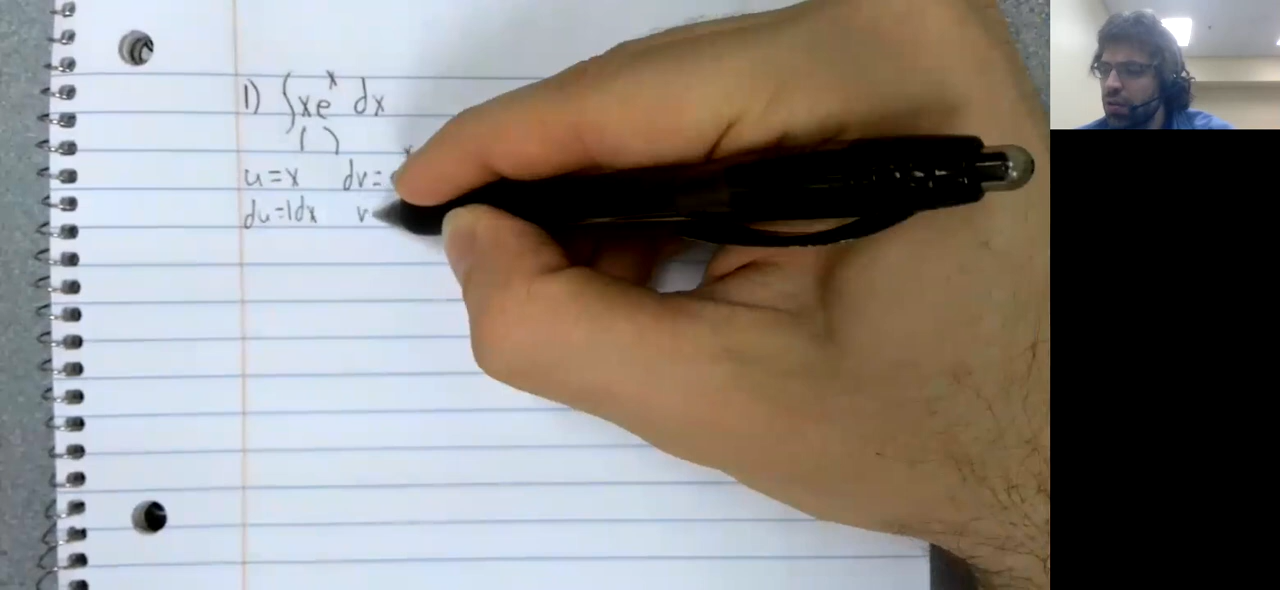 1) ∫xe^x dx
( )
u=x dv=
du=1dx v